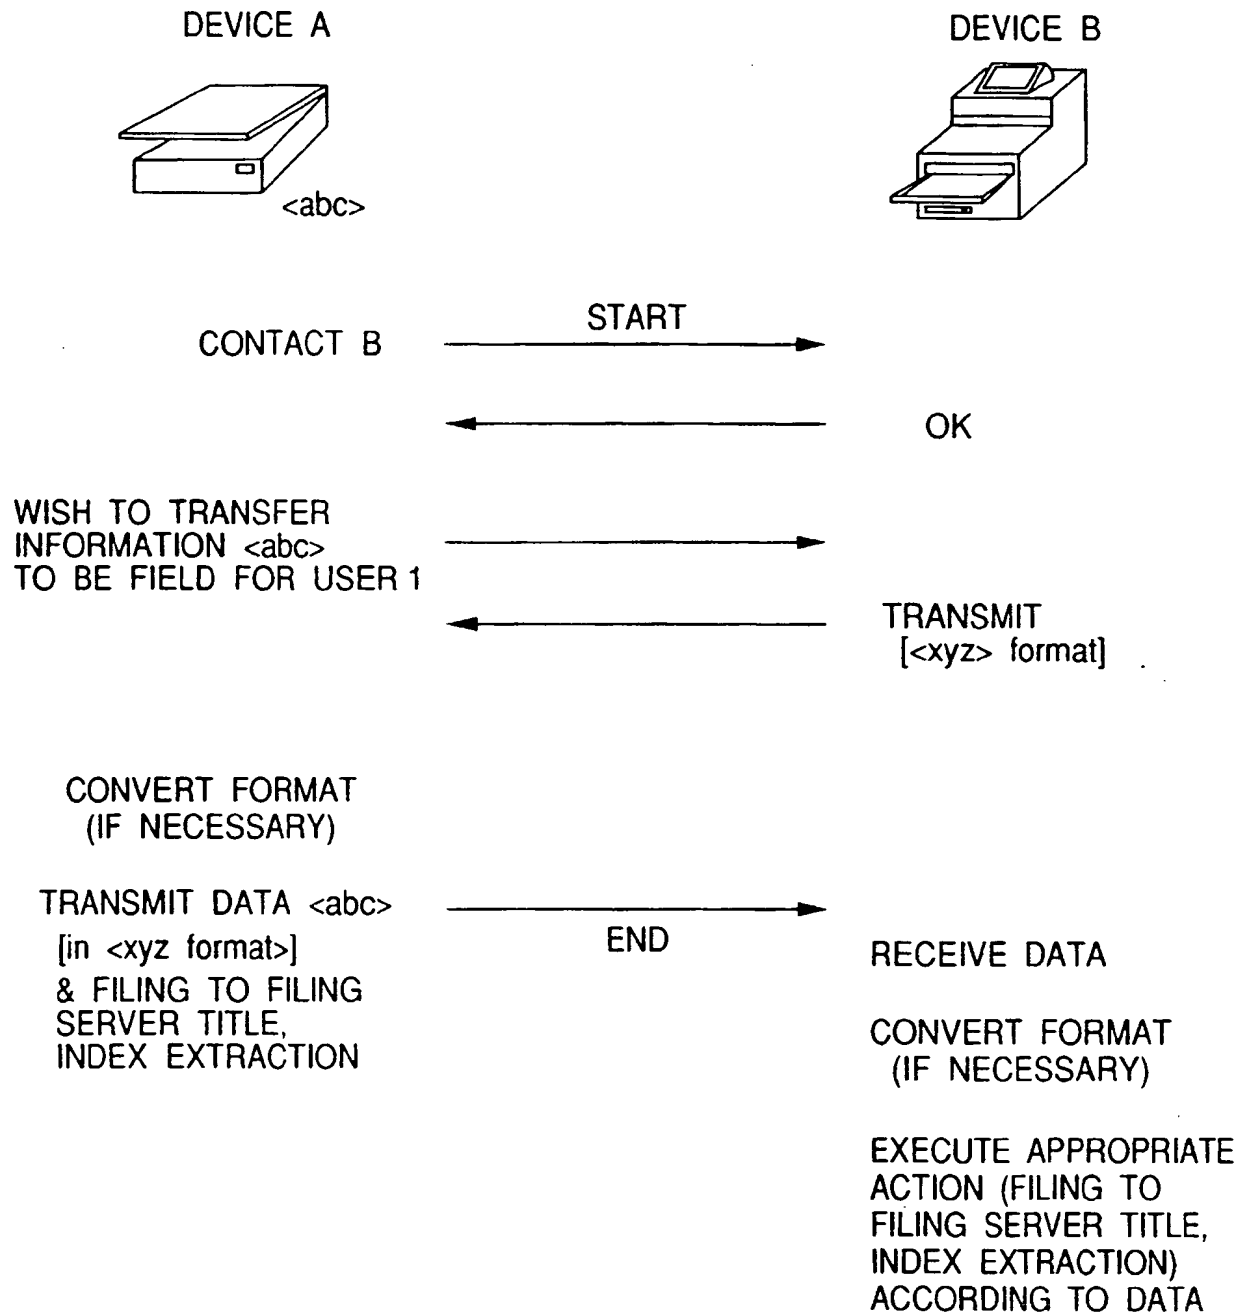 DEVICE A
DEVICE B
<abc>
CONTACT B
START
OK
WISH TO TRANSFER
INFORMATION <abc>
TO BE FIELD FOR USER 1
TRANSMIT
[<xyz> format]
CONVERT FORMAT
(IF NECESSARY)
TRANSMIT DATA <abc>
[in <xyz format>]
& FILING TO FILING
SERVER TITLE,
INDEX EXTRACTION
END
RECEIVE DATA
CONVERT FORMAT
(IF NECESSARY)
EXECUTE APPROPRIATE
ACTION (FILING TO
FILING SERVER TITLE,
INDEX EXTRACTION)
ACCORDING TO DATA